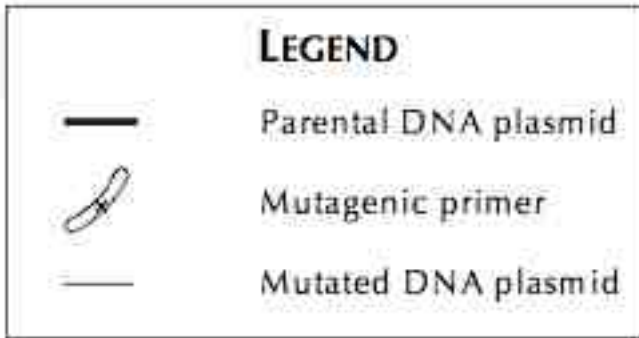 LEGEND
Parental DNA plasmid
Mutagenic primer
Mutated DNA plasmid